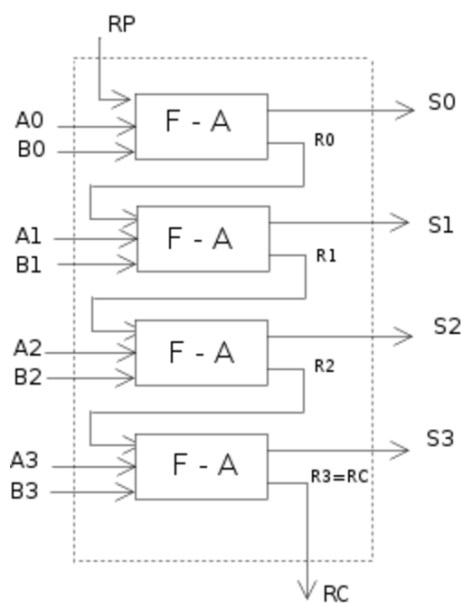 RP
A0
B0
F - A
S0
R0
A1
B1
F - A
S1
R1
A2
B2
F - A
S2
R2
A3
B3
F - A
S3
R3=RC
RC